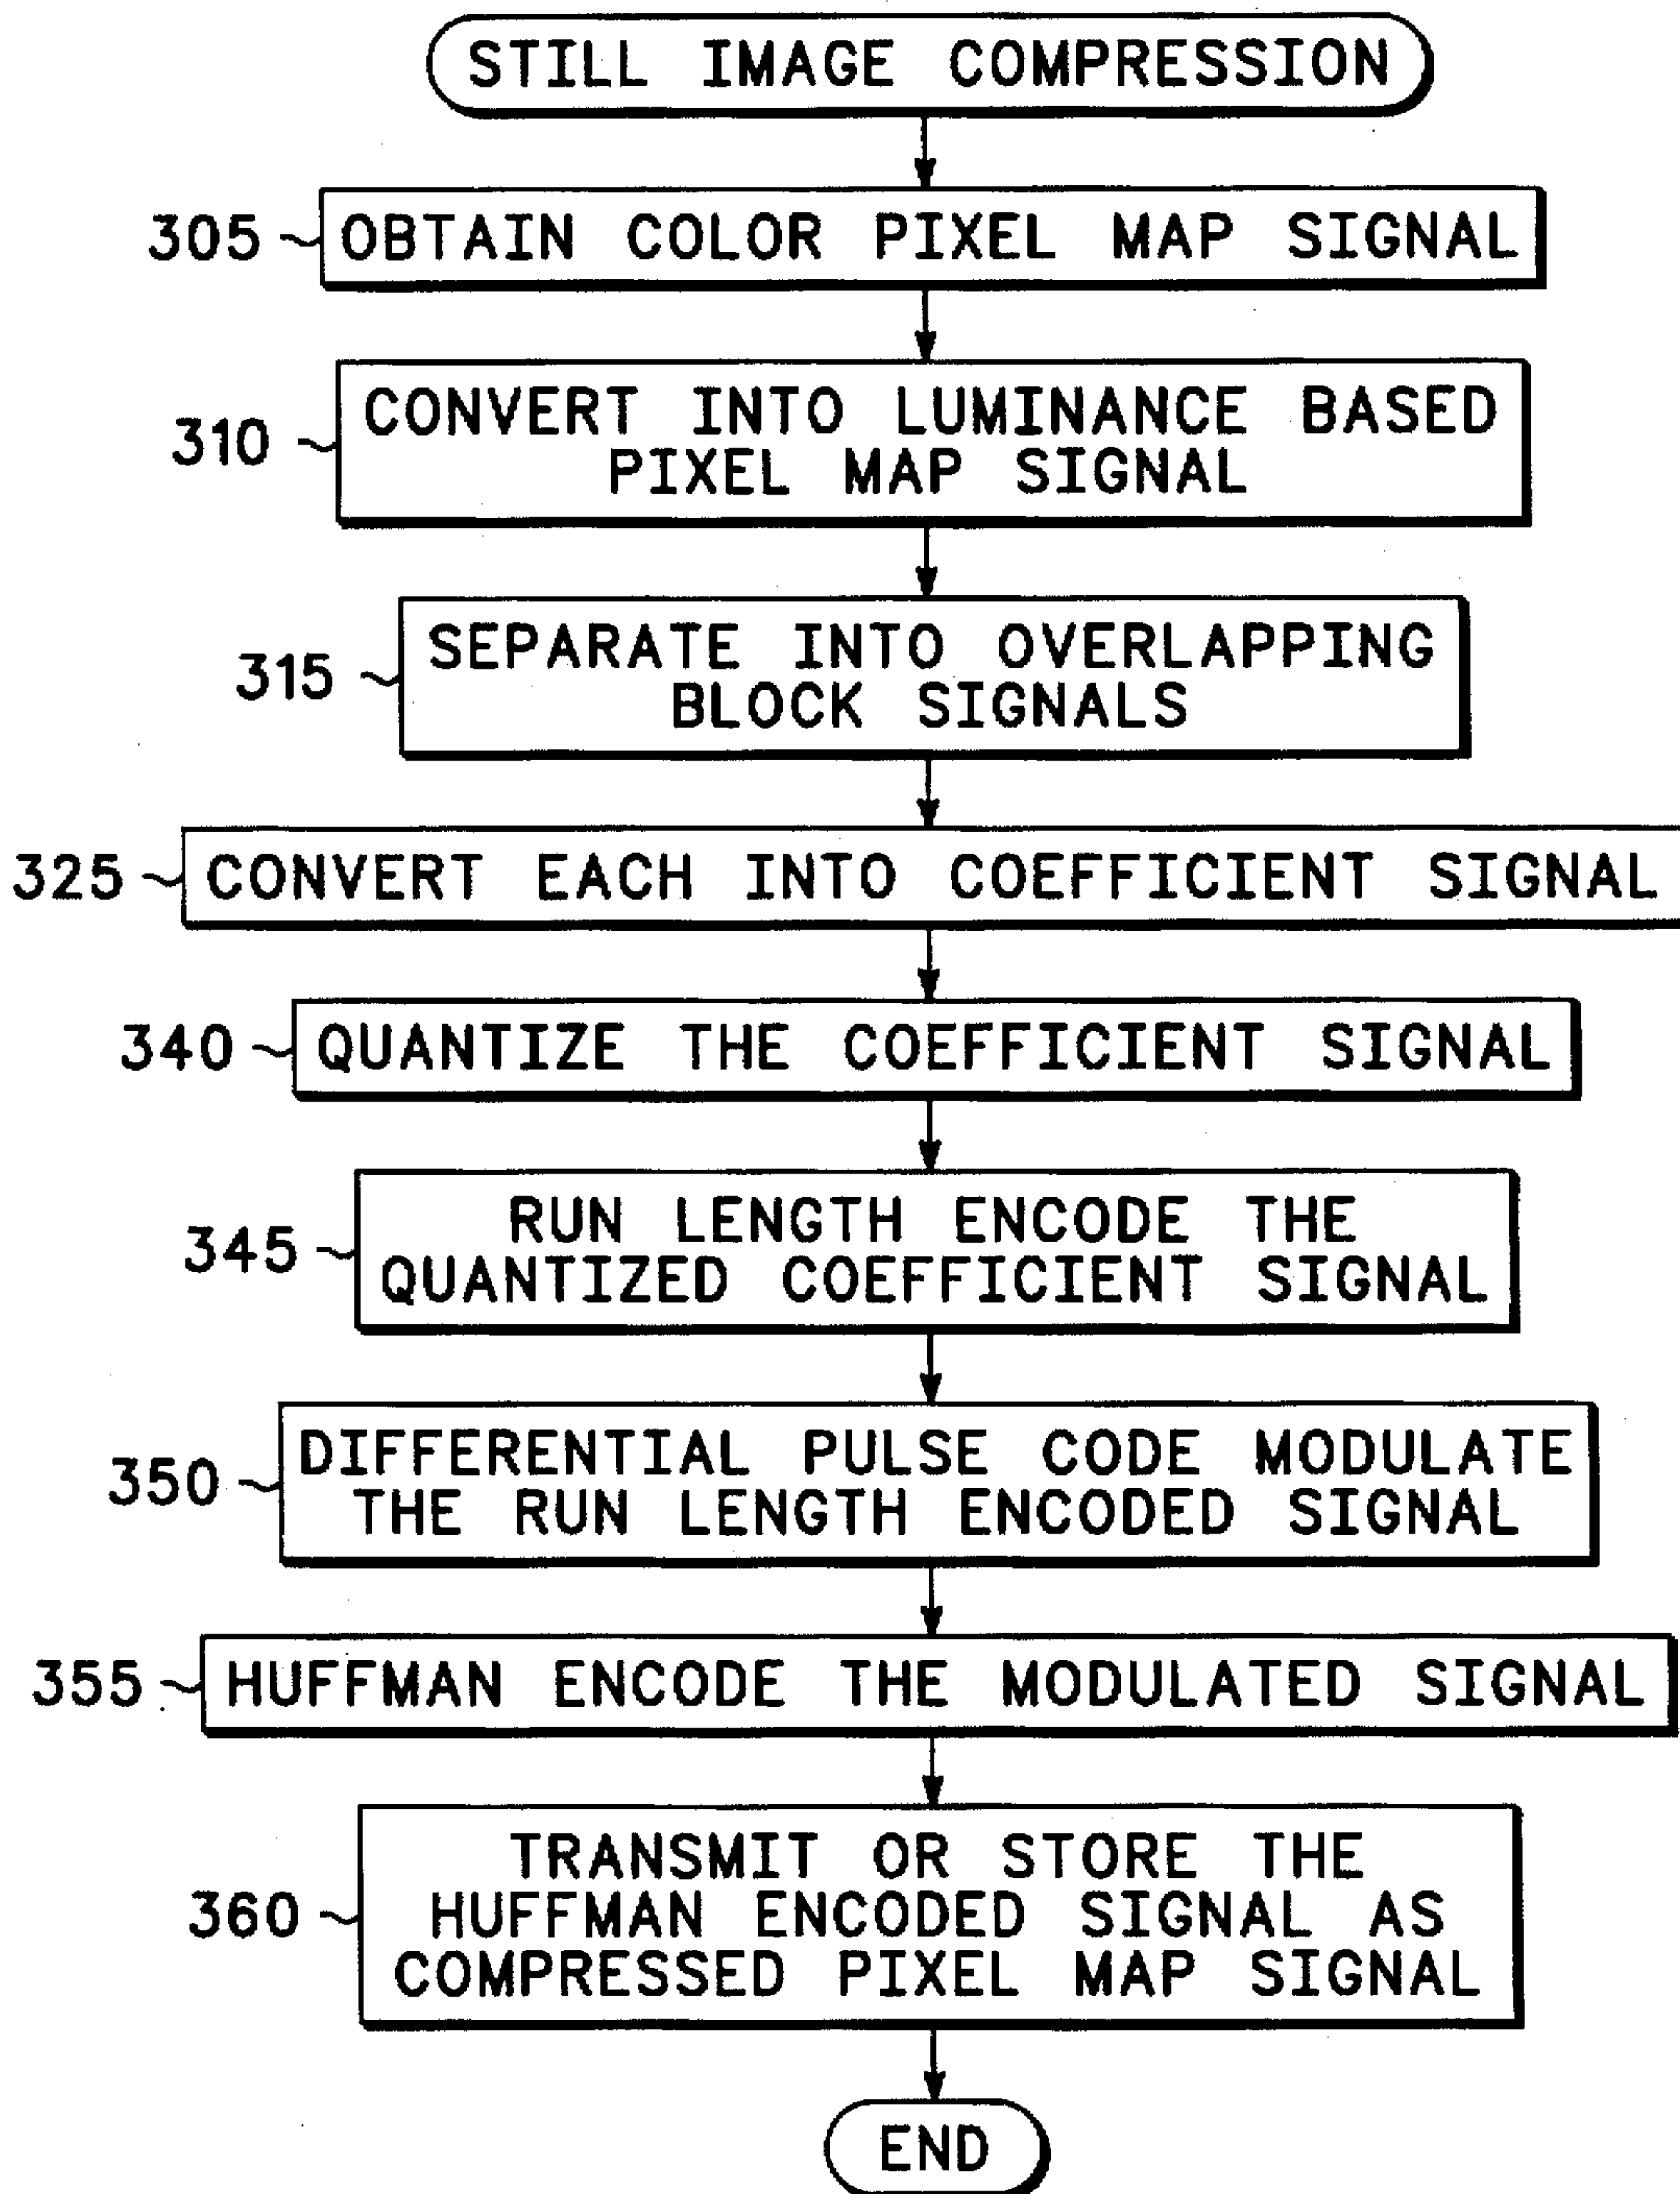 STILL IMAGE COMPRESSION
305 OBTAIN COLOR PIXEL MAP SIGNAL
310 CONVERT INTO LUMINANCE BASED
PIXEL MAP SIGNAL
315 SEPARATE INTO OVERLAPPING
BLOCK SIGNALS
325 CONVERT EACH INTO COEFFICIENT SIGNAL
340 QUANTIZE THE COEFFICIENT SIGNAL
345 RUN LENGTH ENCODE THE
QUANTIZED COEFFICIENT SIGNAL
350 DIFFERENTIAL PULSE CODE MODULATE
THE RUN LENGTH ENCODED SIGNAL
355 HUFFMAN ENCODE THE MODULATED SIGNAL
360 TRANSMIT OR STORE THE
HUFFMAN ENCODED SIGNAL AS
COMPRESSED PIXEL MAP SIGNAL
END